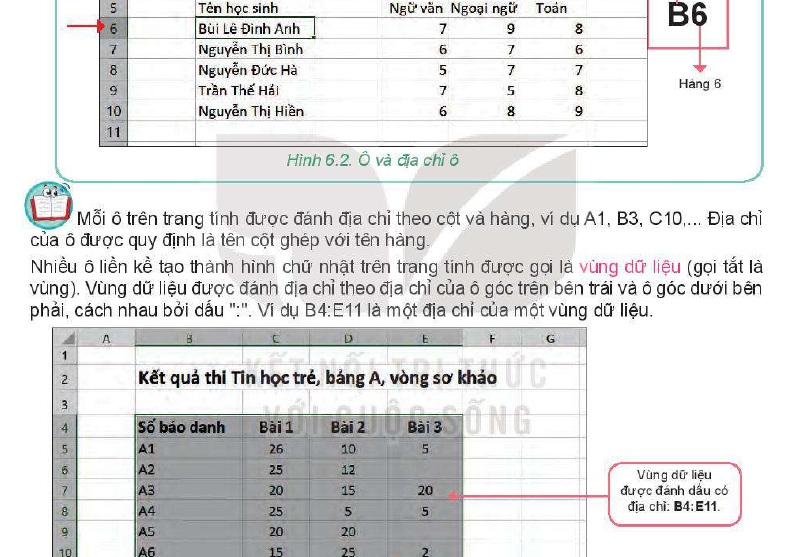 5 Tên học sinh Ngữ văn Ngoại ngữ Toán
6 Bùi Lê Đình Anh 7 9 8
7 Nguyễn Thị Bình 6 7 6
8 Nguyễn Đức Hà 5 7 7
9 Trần Thế Hải 7 5 8
10 Nguyễn Thị Hiền 6 8 9
11
B6
Hàng 6
Hình 6.2. Ô và địa chỉ ô
Mỗi ô trên trang tính được đánh địa chỉ theo cột và hàng, ví dụ A1, B3, C10,... Địa chỉ
của ô được quy định là tên cột ghép với tên hàng.
Nhiều ô liền kề tạo thành hình chữ nhật trên trang tính được gọi là vùng dữ liệu (gọi tắt là
vùng). Vùng dữ liệu được đánh địa chỉ theo địa chỉ của ô góc trên bên trái và ô góc dưới bên
phải, cách nhau bởi dấu ":". Ví dụ B4:E11 là một địa chỉ của một vùng dữ liệu.
A B C D E F G
1
2 Kết quả thi Tin học trẻ, bảng A, vòng sơ khảo
3
4 Số báo danh Bài 1 Bài 2 Bài 3
5 A1 26 10 5
6 A2 25 12
7 A3 20 15 20
8 A4 25 5 5
9 A5 20 20
10 A6 15 25 2
Vùng dữ liệu
được đánh dấu có
địa chỉ: B4:E11.
KẾT NỐI TRI THỨC
VỚI CUỘC SỐNG